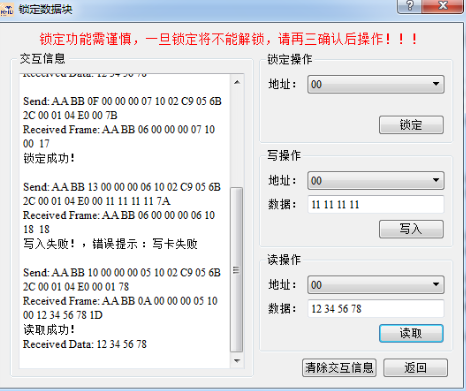 锁定数据块
锁定功能需谨慎，一旦锁定将不能解锁，请再三确认后操作！！！
交互信息
Received Data: 12 34 56 78
Send: AA BB 0F 00 00 00 07 10 02 C9 05 6B
2C 00 01 04 E0 00 7B
Received Frame: AA BB 06 00 00 00 07 10
00 17
锁定成功！
Send: AA BB 13 00 00 00 06 10 02 C9 05 6B
2C 00 01 04 E0 00 11 11 11 11 7A
Received Frame: AA BB 06 00 00 00 06 10
18 18
写入失败！，错误提示 ：写卡失败
Send: AA BB 10 00 00 00 05 10 02 C9 05 6B
2C 00 01 04 E0 00 01 78
Received Frame: AA BB 0A 00 00 00 05 10
00 12 34 56 78 1D
读取成功！
Received Data: 12 34 56 78
锁定操作
地址： 00
锁定
写操作
地址： 00
数据： 11 11 11 11
写入
读操作
地址： 00
数据： 12 34 56 78
读取
清除交互信息 返回